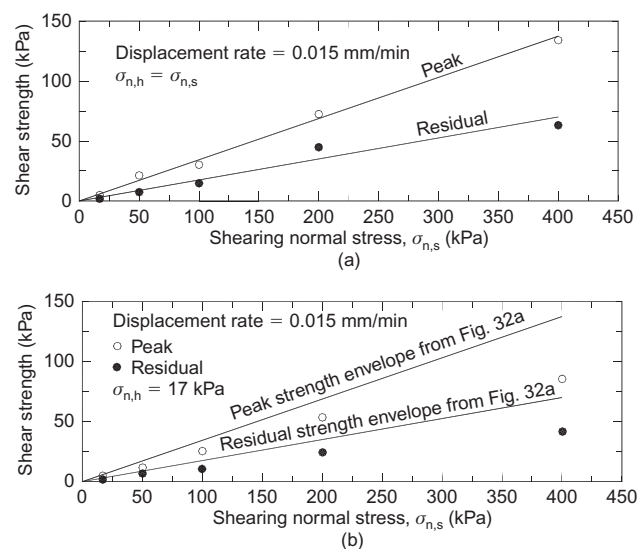 150
100
50
0
Shear strength (kPa)
Displacement rate = 0.015 mm/min
σn,h = σn,s
Peak
Residual
0 50 100 150 200 250 300 350 400 450
Shearing normal stress, σn,s (kPa)
(a)
150
100
50
0
Shear strength (kPa)
Displacement rate = 0.015 mm/min
Peak
Residual
σn,h = 17 kPa
Peak strength envelope from Fig. 32a
Residual strength envelope from Fig. 32a
0 50 100 150 200 250 300 350 400 450
Shearing normal stress, σn,s (kPa)
(b)